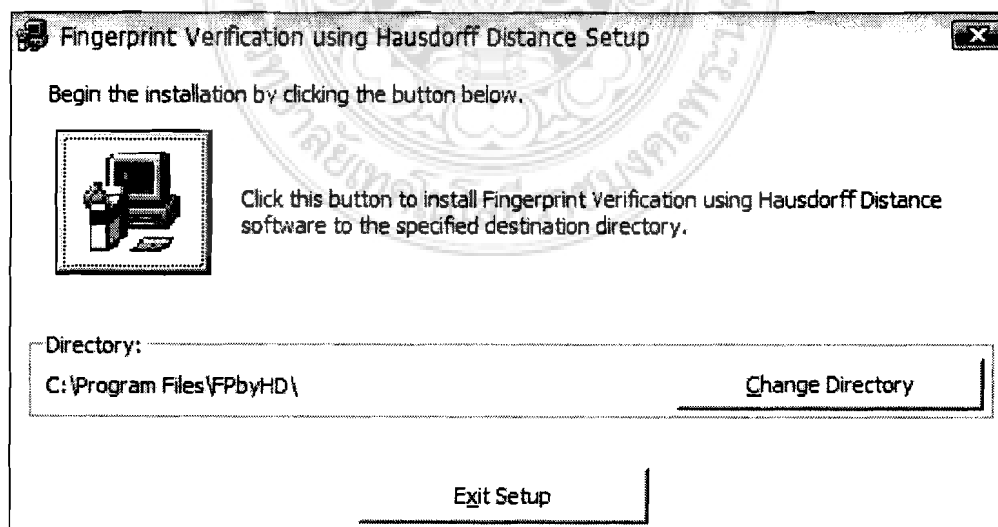 Fingerprint Verification using Hausdorff Distance Setup
Begin the installation by clicking the button below.
Click this button to install Fingerprint Verification using Hausdorff Distance
software to the specified destination directory.
Directory:
C:\Program Files\FPbyHD\
Change Directory
Exit Setup